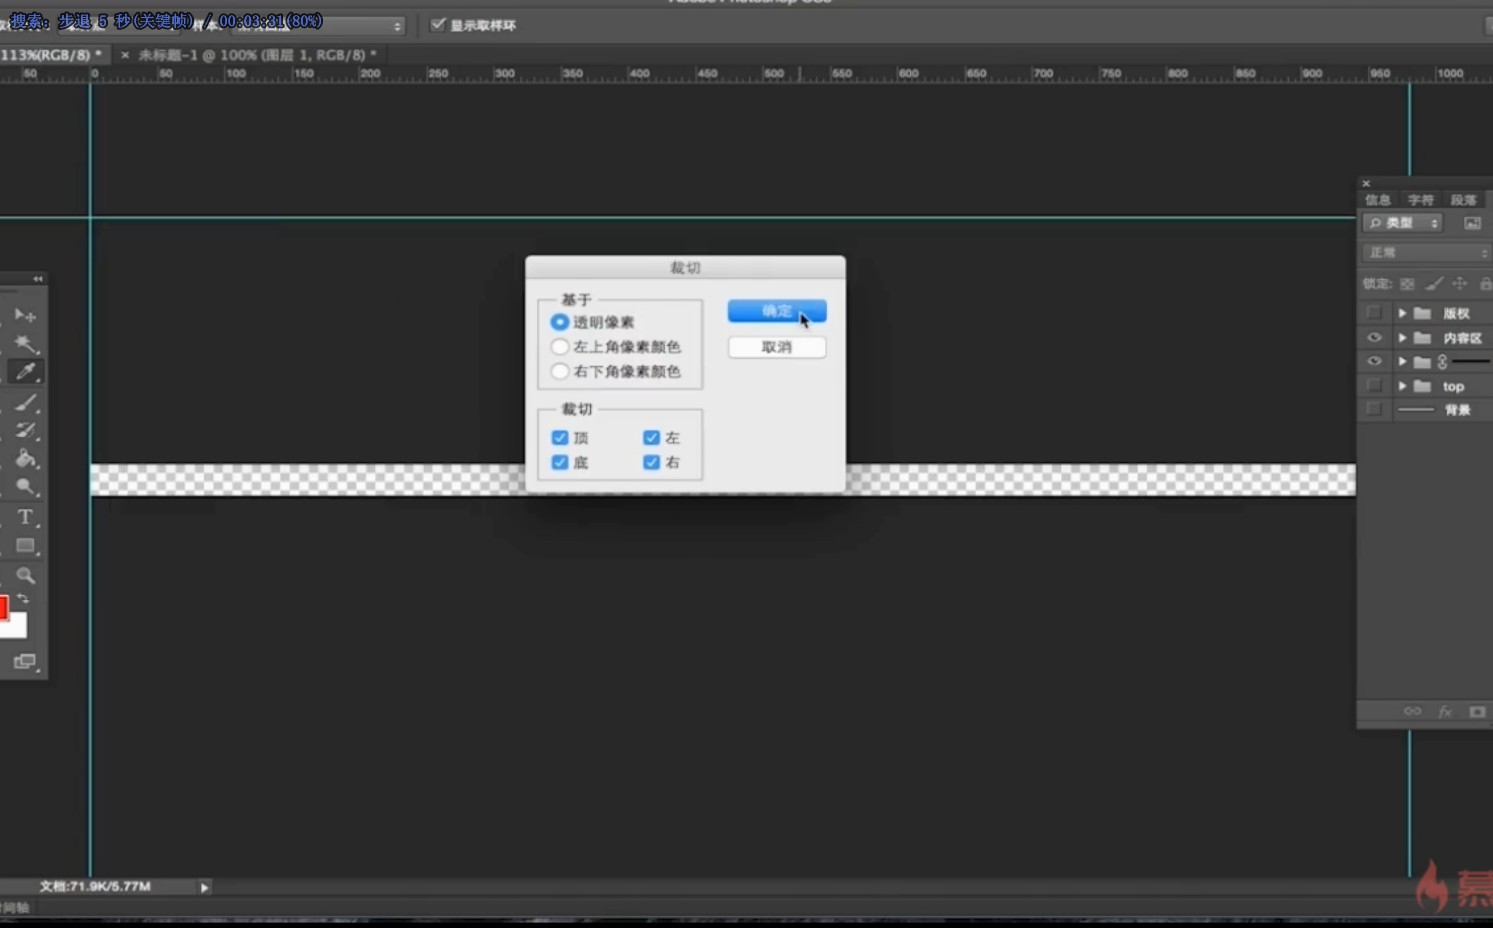 搜索: 步退 5 秒(关键帧) / 00:03:31(80%)
样本:
显示取样环
113%(RGB/8) * × 未标题-1 @ 100% (图层 1, RGB/8) *
50 0 50 100 150 200 250 300 350 400 450 500 550 600 650 700 750 800 850 900 950 1000
信息 字符 段落
类型
正常
锁定:
版权
内容区
top
背景
裁切
基于
透明像素
左上角像素颜色
右下角像素颜色
确定
取消
裁切
顶 左
底 右
T
fx
文档:71.9K/5.77M
间轴
慕